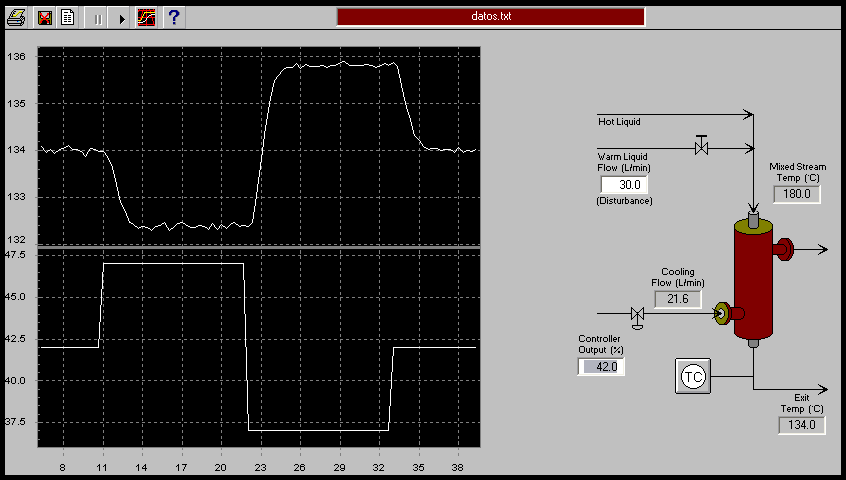 ?
datos.txt
136
135
134
133
132
47.5
45.0
42.5
40.0
37.5
8 11 14 17 20 23 26 29 32 35 38
Hot Liquid
Warm Liquid
Flow (L/min)
30.0
(Disturbance)
Mixed Stream
Temp (°C)
180.0
Cooling
Flow (L/min)
21.6
Controller
Output (%)
42.0
TC
Exit
Temp (°C)
134.0